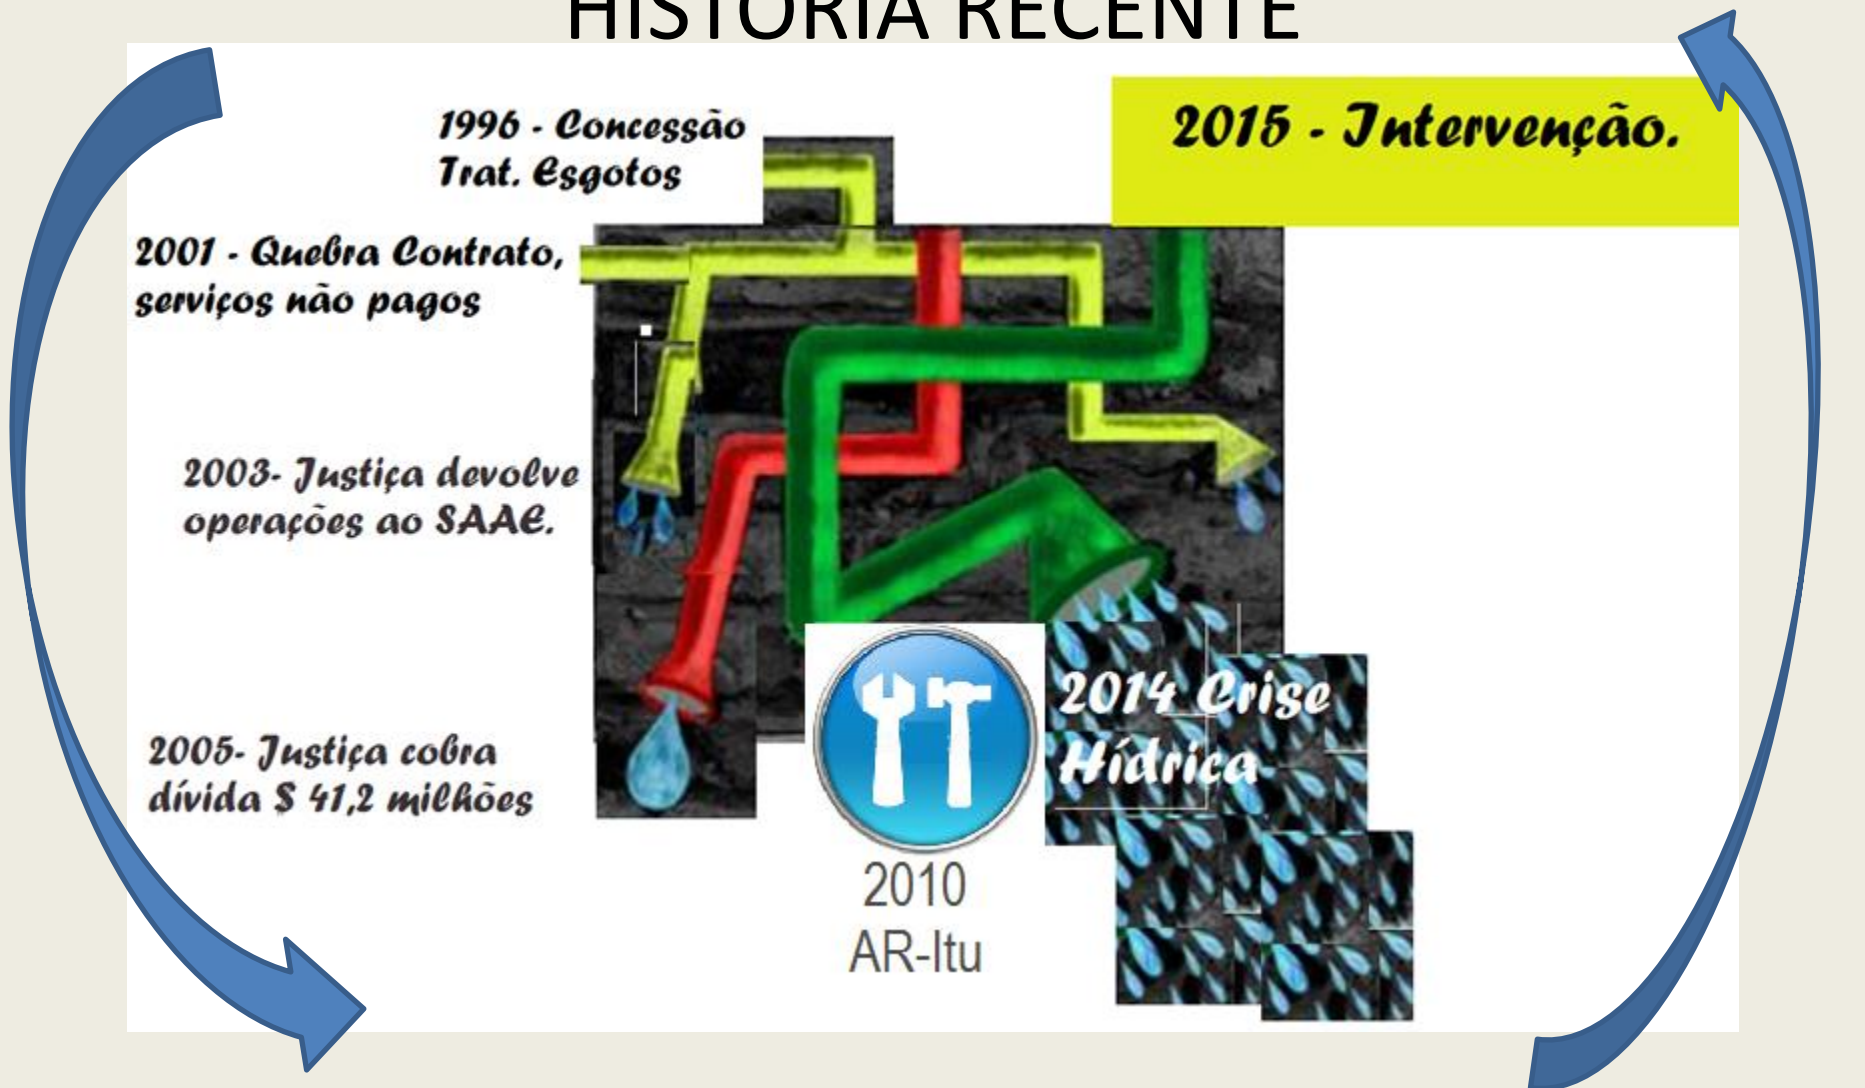 HISTÓRIA RECENTE
1996 - Concessão
Trat. Esgotos
2015 - Intervenção.
2001 - Quebra Contrato,
serviços não pagos
2003- Justiça devolve
operações ao SAAE.
2005- Justiça cobra
dívida $ 41,2 milhões
2014 Crise
Hídrica
2010
AR-Itu